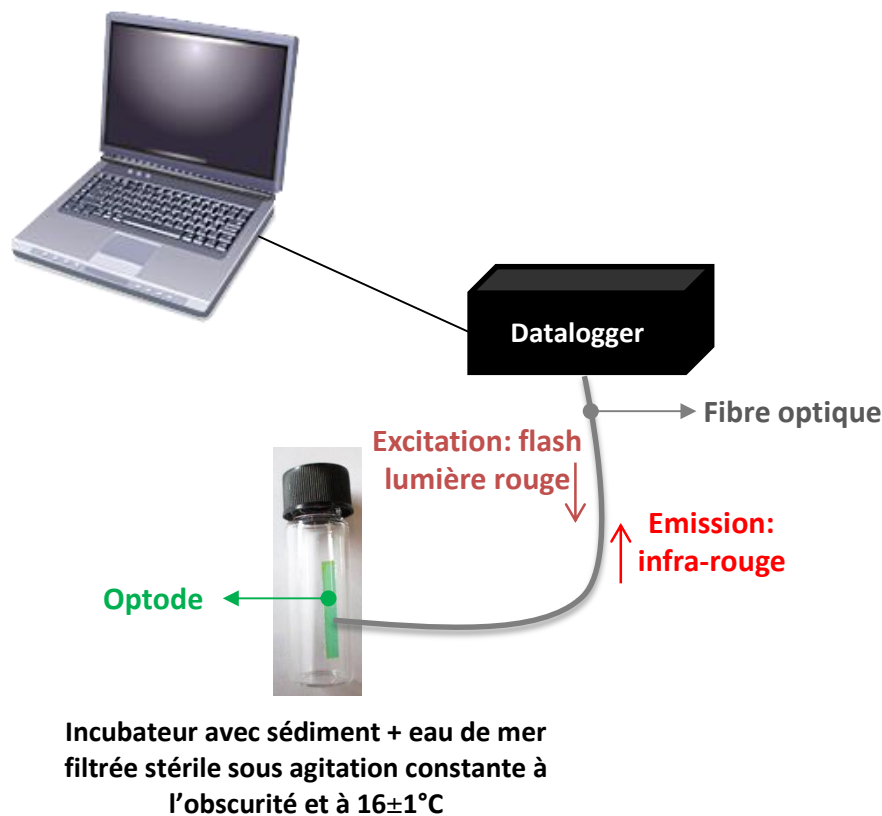 Datalogger
Fibre optique
Excitation: flash
lumière rouge
Emission:
infra-rouge
Optode
Incubateur avec sédiment + eau de mer
filtrée stérile sous agitation constante à
l’obscurité et à 16±1°C